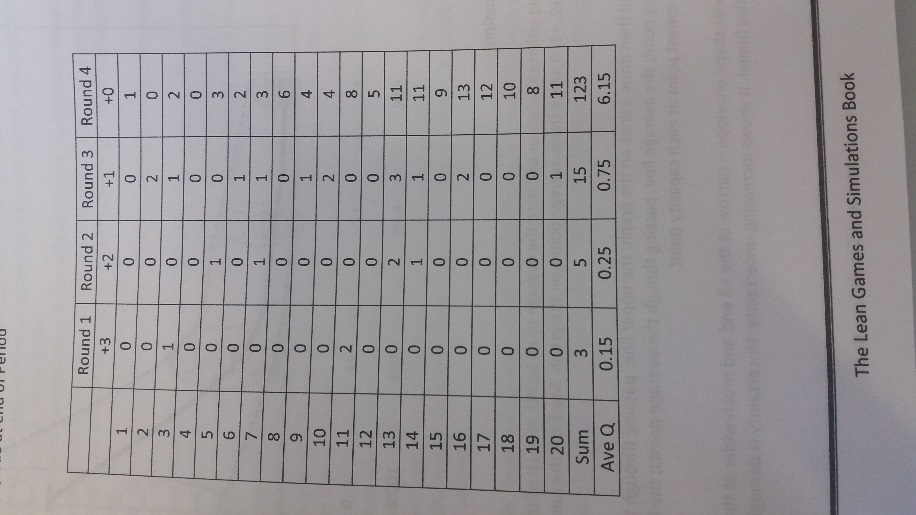 at end of Period
Round 1 Round 2 Round 3 Round 4
+3 +2 +1 +0
1 0 0 0 1
2 0 0 2 0
3 1 0 1 2
4 0 0 0 0
5 0 1 0 3
6 0 0 1 2
7 0 1 1 3
8 0 0 0 6
9 0 0 1 4
10 0 0 2 4
11 2 0 0 8
12 0 0 0 5
13 0 2 3 11
14 0 1 1 11
15 0 0 0 9
16 0 0 2 13
17 0 0 0 12
18 0 0 0 10
19 0 0 0 8
20 0 0 1 11
Sum 3 5 15 123
Ave Q 0.15 0.25 0.75 6.15
The Lean Games and Simulations Book